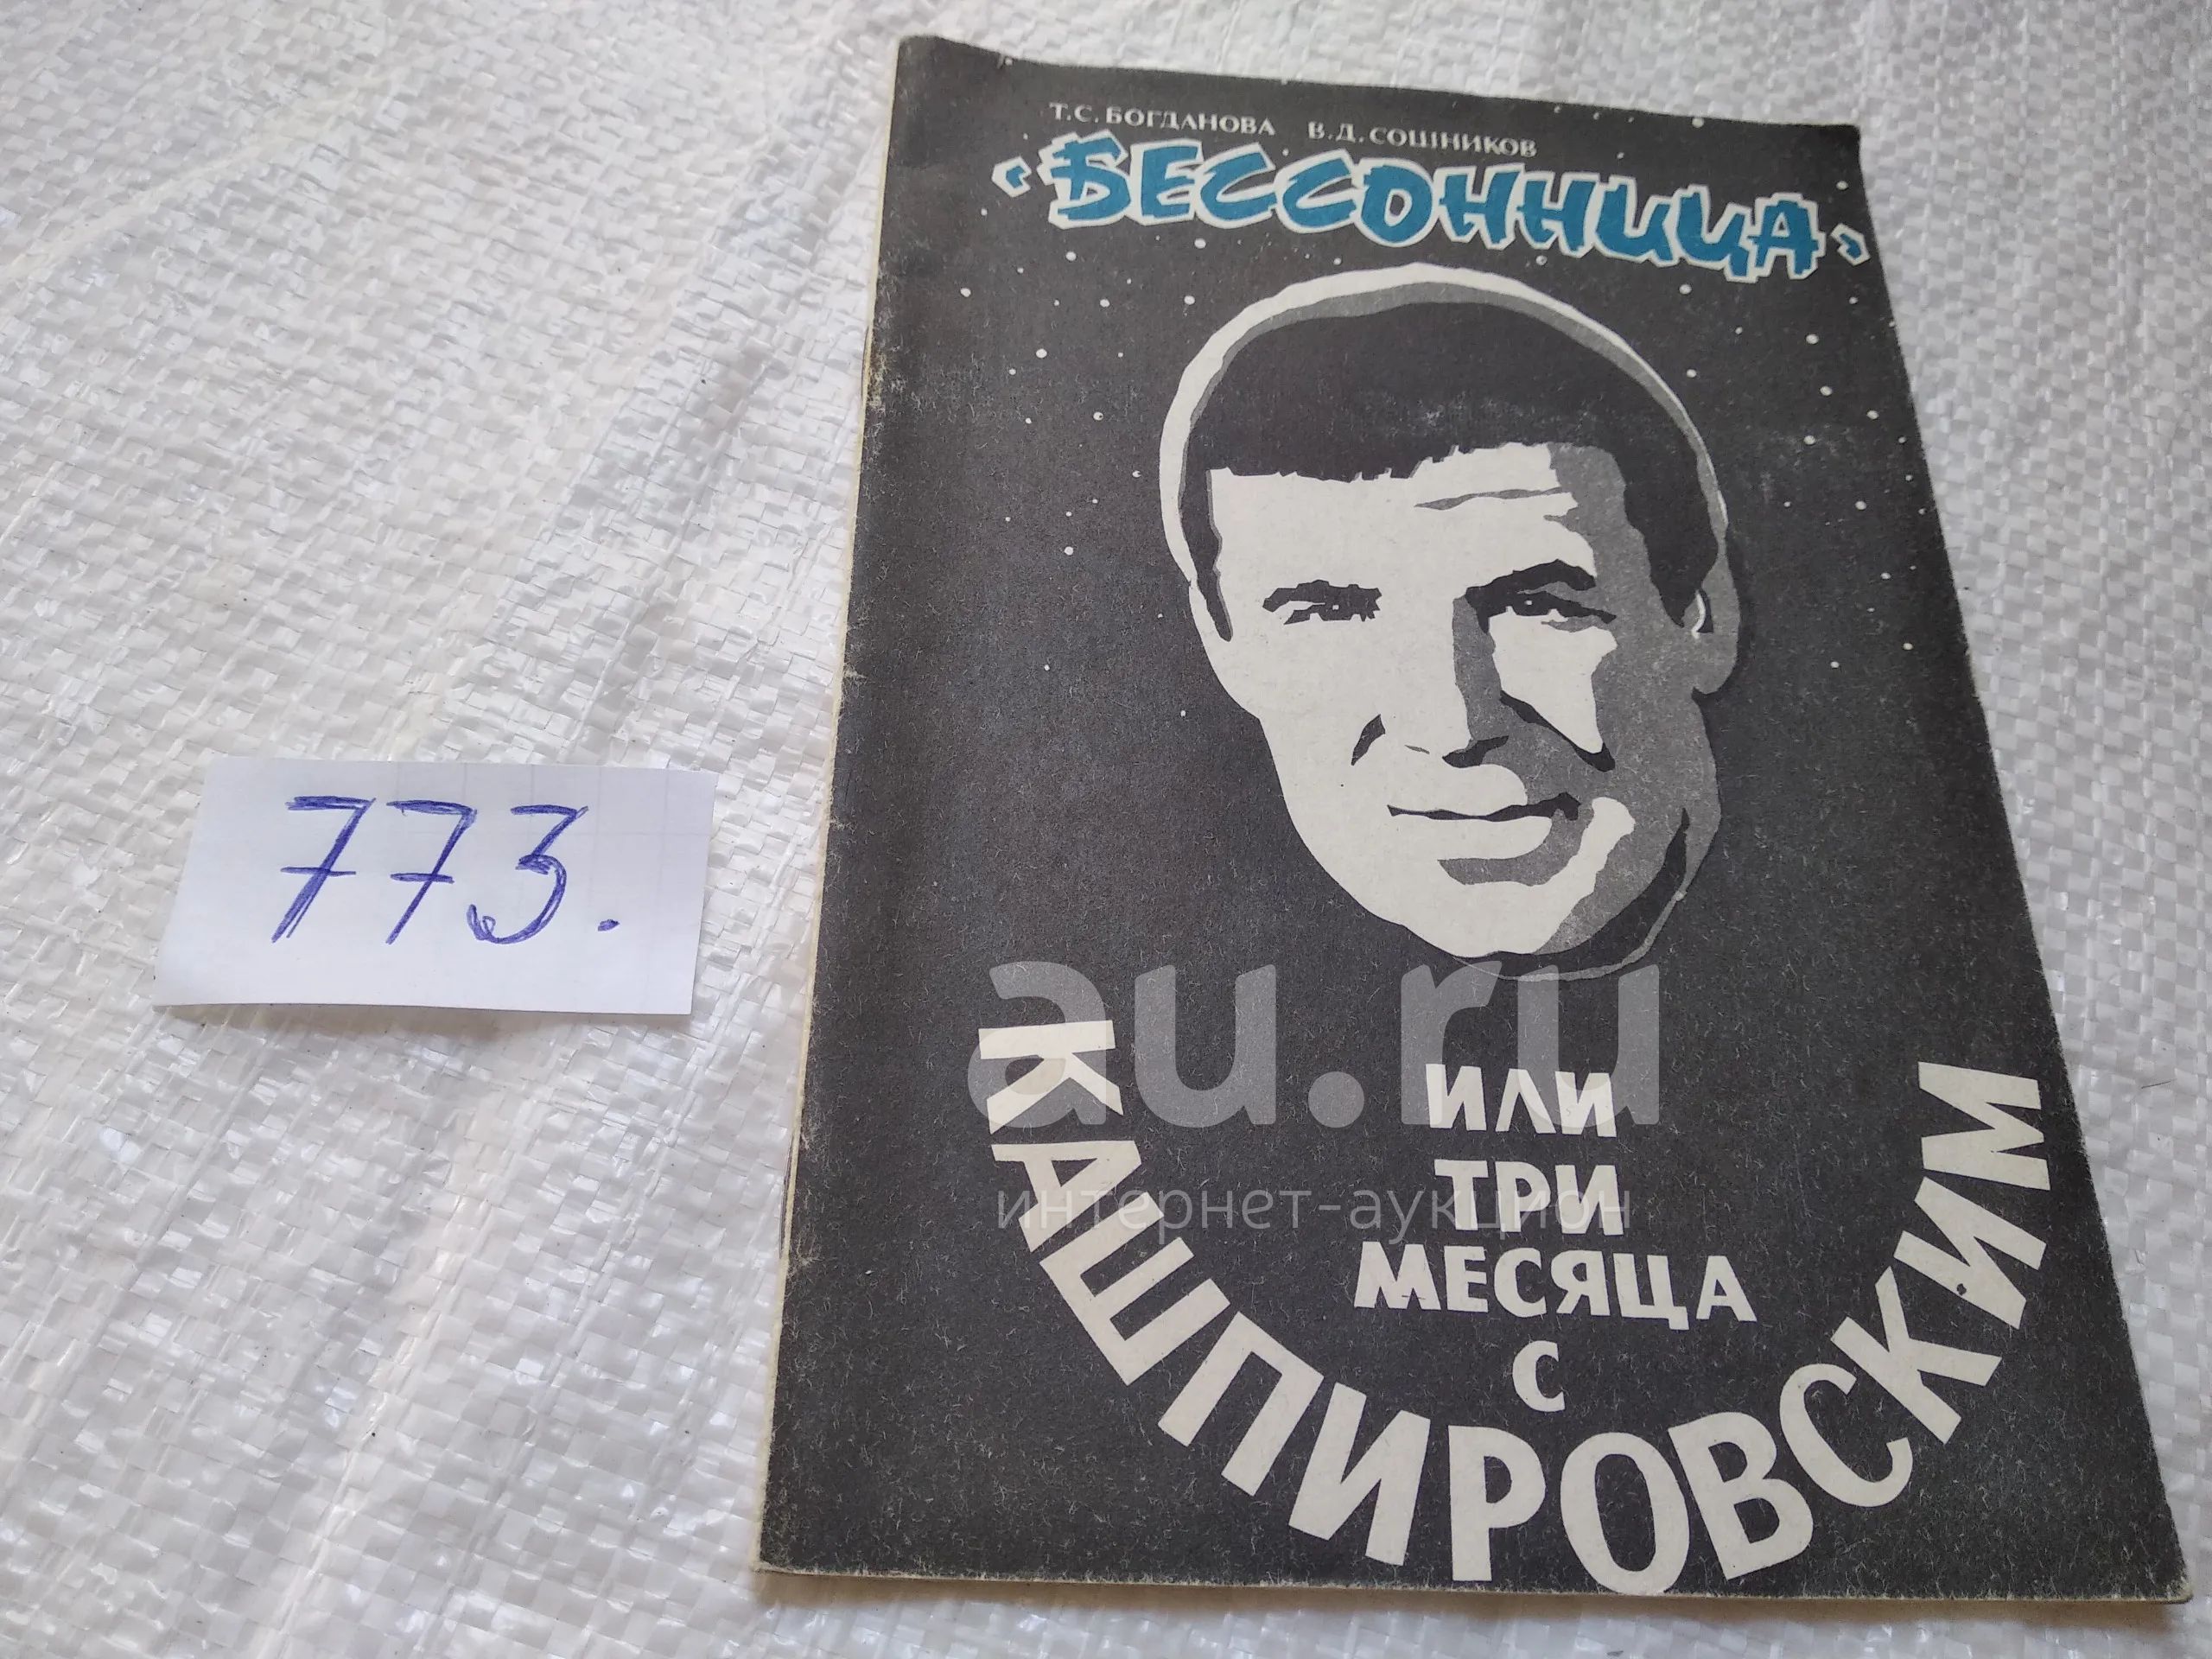 Т.С. БОГДАНОВА В.Д. СОШНИКОВ
«БЕССОННИЦА»
773.
au.ru
интернет-аукцион
ИЛИ
ТРИ
МЕСЯЦА
С
КАШПИРОВСКИМ